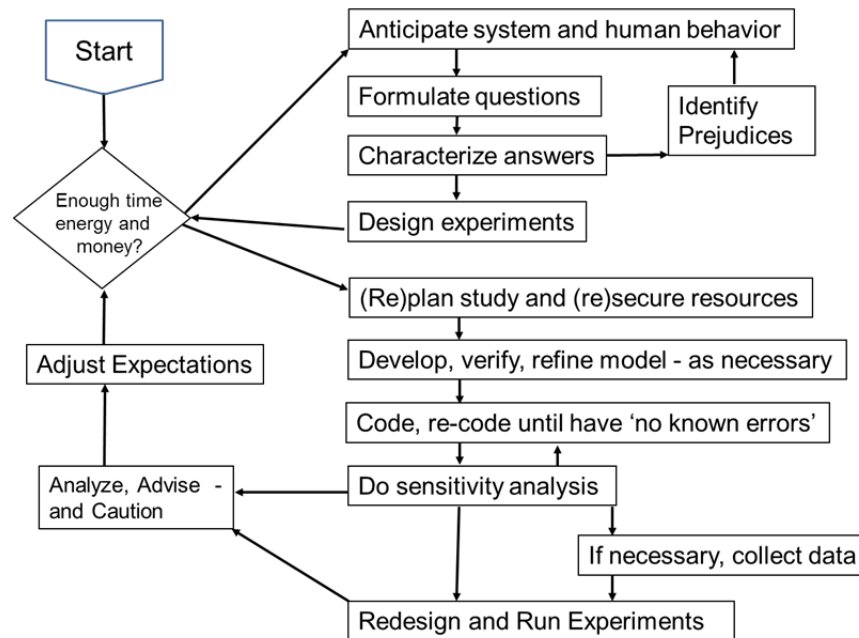 Start
Anticipate system and human behavior
Formulate questions
Identify
Prejudices
Characterize answers
Enough time
energy and
money?
Design experiments
(Re)plan study and (re)secure resources
Adjust Expectations
Develop, verify, refine model - as necessary
Code, re-code until have ‘no known errors’
Analyze, Advise -
and Caution
Do sensitivity analysis
If necessary, collect data
Redesign and Run Experiments